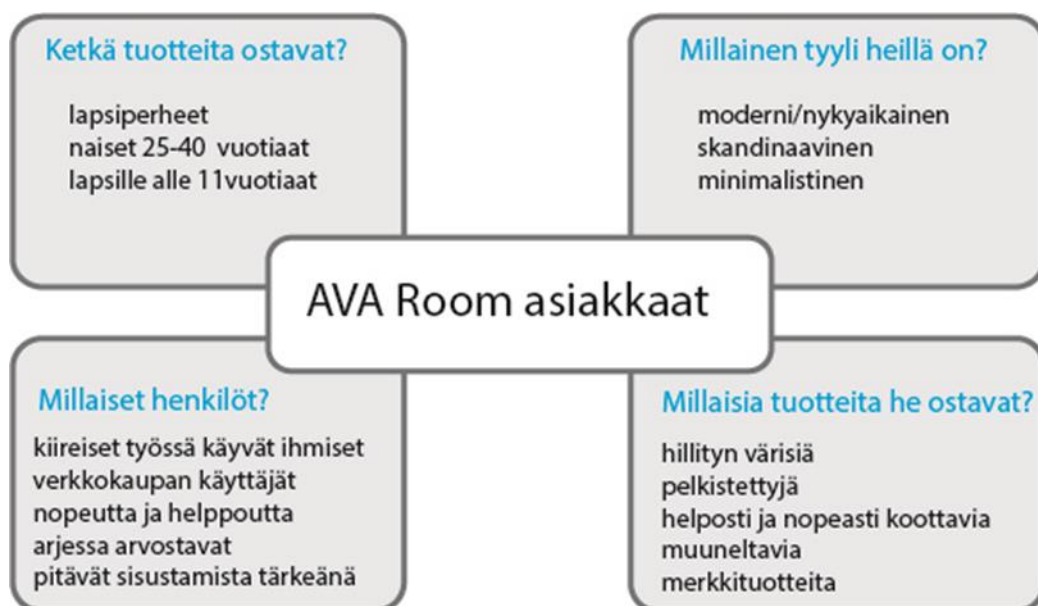 Ketkä tuotteita ostavat?
lapsiperheet
naiset 25-40 vuotiaat
lapsille alle 11vuotiaat
Millainen tyyli heillä on?
moderni/nykyaikainen
skandinaavinen
minimalistinen
AVA Room asiakkaat
Millaiset henkilöt?
kiireiset työssä käyvät ihmiset
verkkokaupan käyttäjät
nopeutta ja helppoutta
arjessa arvostavat
pitävät sisustamista tärkeänä
Millaisia tuotteita he ostavat?
hillityn värisiä
pelkistettyjä
helposti ja nopeasti koottavia
muuneltavia
merkkituotteita